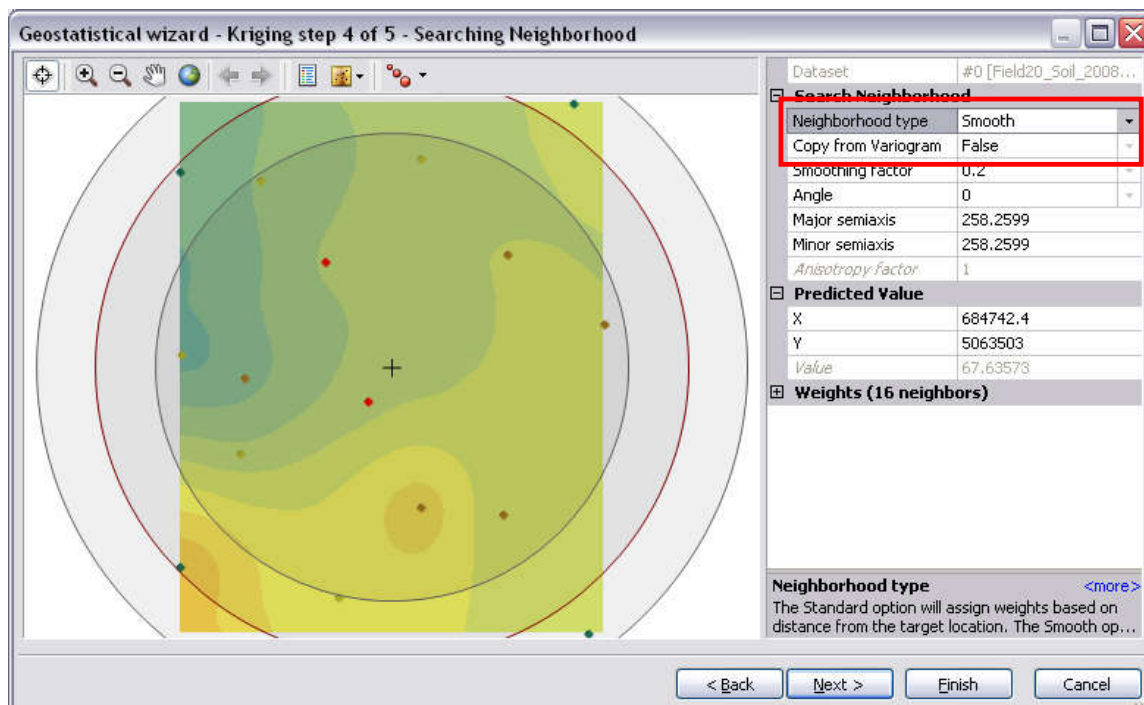 Geostatistical wizard - Kriging step 4 of 5 - Searching Neighborhood
Dataset #0 [Field20_Soil_2008...
Search Neighborhood
Neighborhood type Smooth
Copy from Variogram False
Smoothing factor 0.2
Angle 0
Major semiaxis 258.2599
Minor semiaxis 258.2599
Anisotropy factor 1
Predicted Value
X 684742.4
Y 5063503
Value 67.63573
Weights (16 neighbors)
Neighborhood type <more>
The Standard option will assign weights based on
distance from the target location. The Smooth op...
< Back Next > Finish Cancel